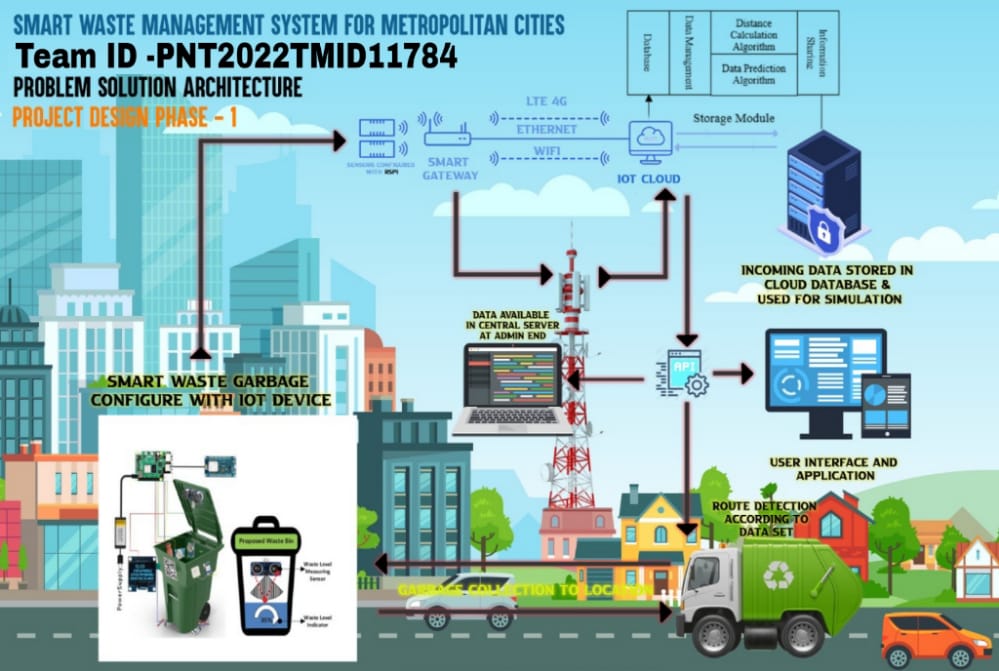 SMART WASTE MANAGEMENT SYSTEM FOR METROPOLITAN CITIES
Team ID -PNT2022TMID11784
PROBLEM SOLUTION ARCHITECTURE
PROJECT DESIGN PHASE - 1
Database
Data Management
Distance
Calculation
Algorithm
Data Prediction
Algorithm
Information
Sharing
LTE 4G
ETHERNET
WIFI
Storage Module
SENSORS CONFIGURED
WITH RSPI
SMART
GATEWAY
IOT CLOUD
INCOMING DATA STORED IN
CLOUD DATABASE &
USED FOR SIMULATION
DATA AVAILABLE
IN CENTRAL SERVER
AT ADMIN END
API
SMART WASTE GARBAGE
CONFIGURE WITH IOT DEVICE
USER INTERFACE AND
APPLICATION
ROUTE DETECTION
ACCORDING TO
DATA SET
PowerSupply
Proposed Waste Bin
Waste Level
Measuring
Sensor
Waste Level
Indicator
GARBAGE COLLECTION TO LOCATION